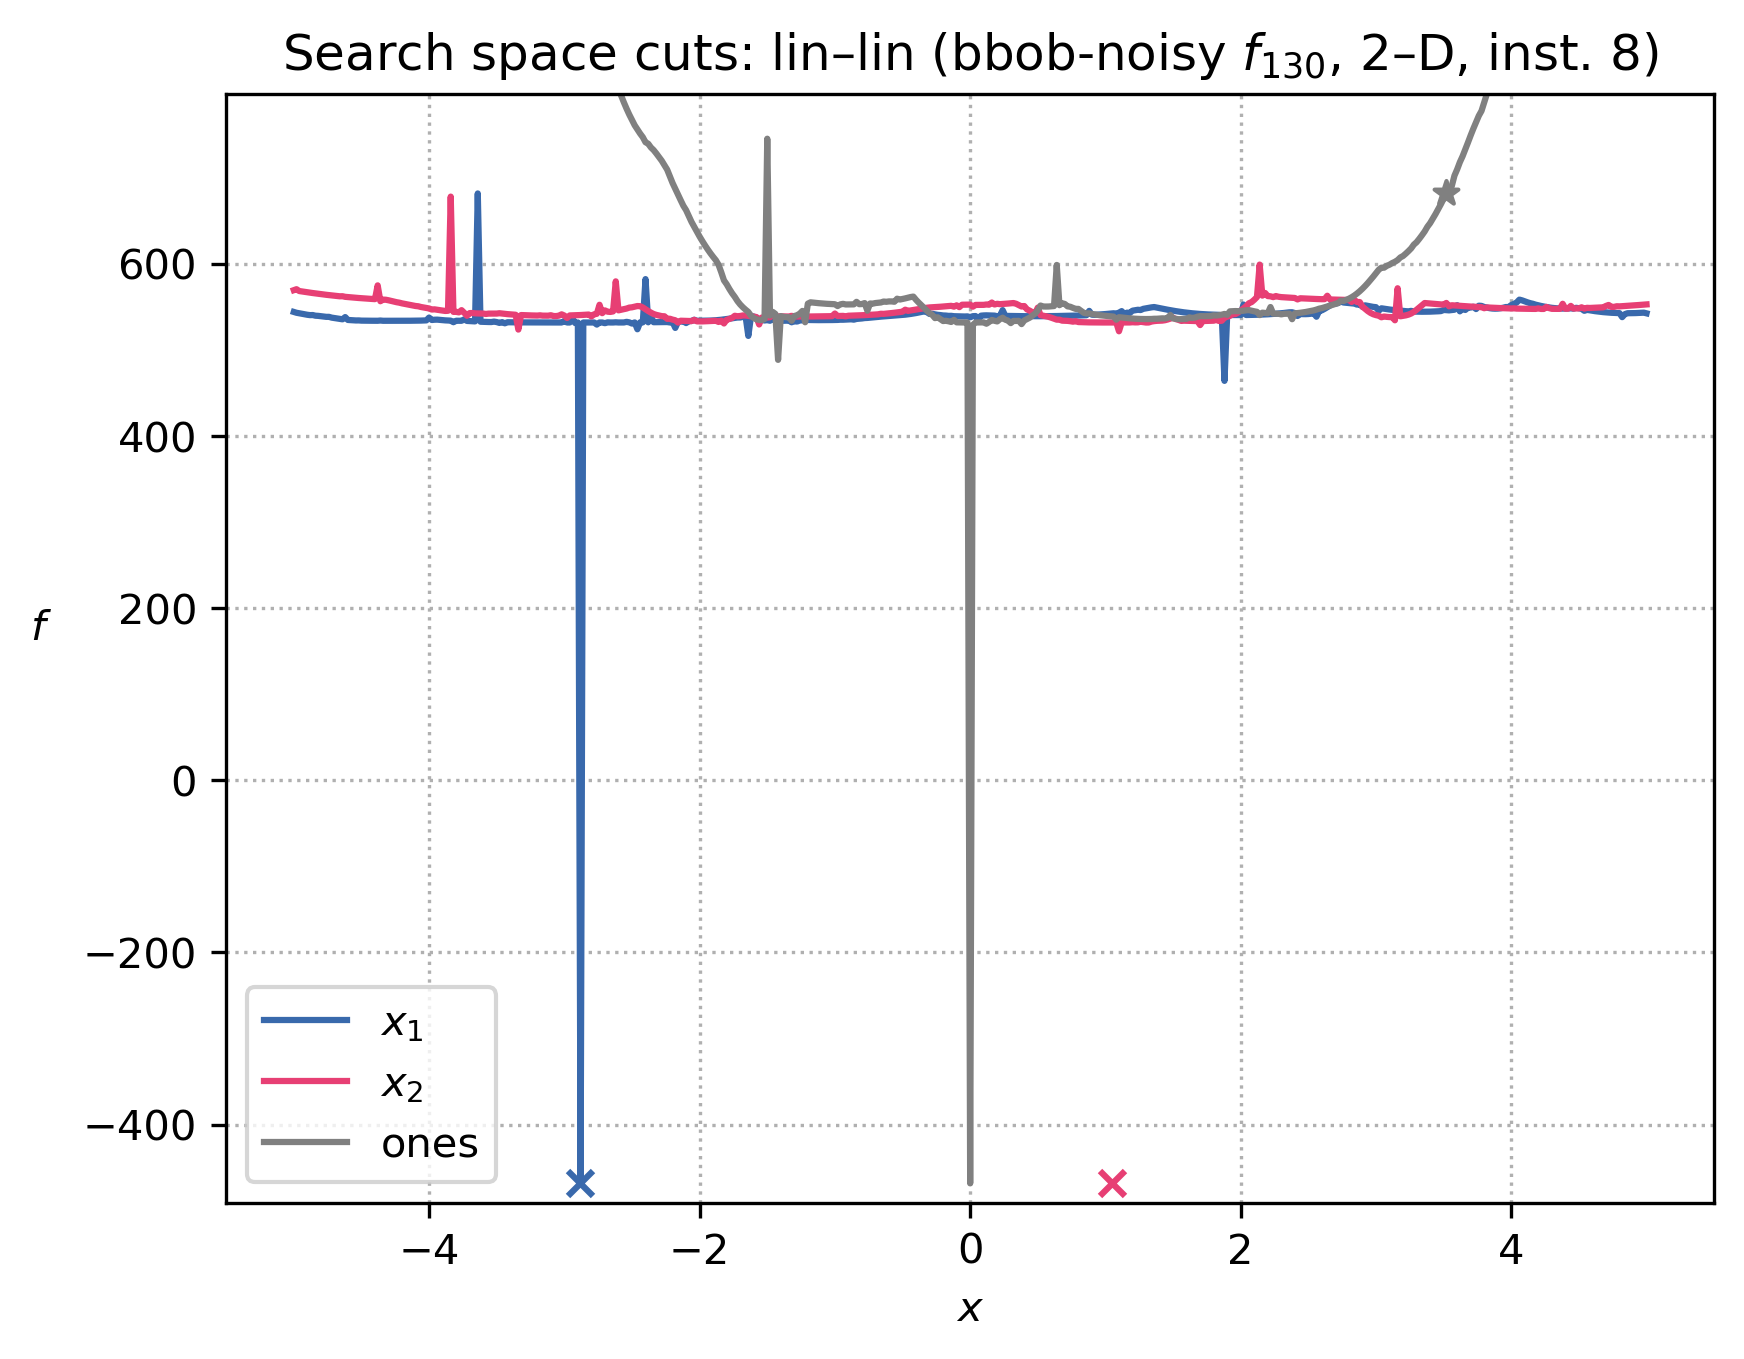 Search space cuts: lin–lin (bbob-noisy f₁₃₀, 2–D, inst. 8)
600
400
200
0
−200
−400
f
x₁
x₂
ones
−4 −2 0 2 4
x